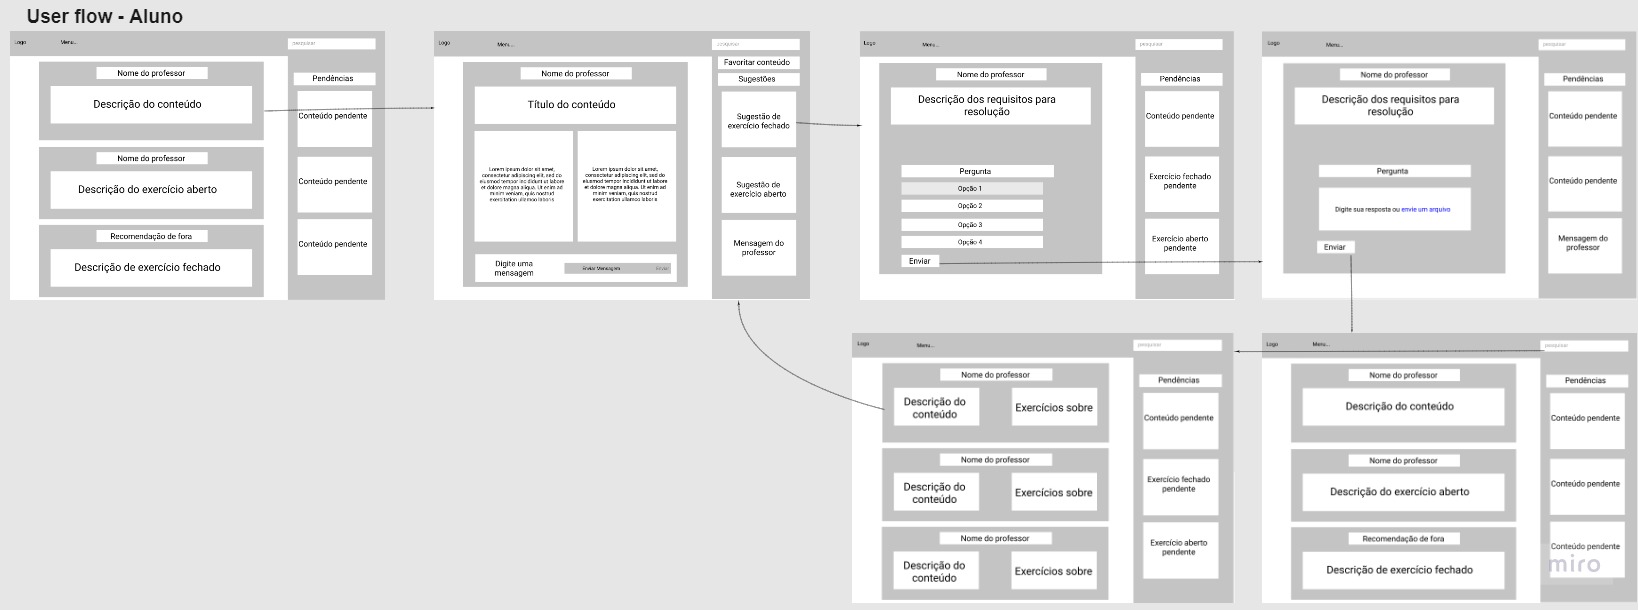 User flow - Aluno
Logo
Menu...
pesquisar
Nome do professor
Descrição do conteúdo
Nome do professor
Descrição do exercício aberto
Recomendação de fora
Descrição de exercício fechado
Pendências
Conteúdo pendente
Conteúdo pendente
Conteúdo pendente
Logo
Menu...
pesquisar
Nome do professor
Título do conteúdo
Lorem ipsum dolor sit amet,
consectetur adipiscing elit, sed do
eiusmod tempor incididunt ut labore
et dolore magna aliqua. Ut enim ad
minim veniam, quis nostrud
exercitation ullamco laboris
Lorem ipsum dolor sit amet,
consectetur adipiscing elit, sed do
eiusmod tempor incididunt ut labore
et dolore magna aliqua. Ut enim ad
minim veniam, quis nostrud
exercitation ullamco laboris
Digite uma
mensagem
Enviar Mensagem
Enviar
Favoritar conteúdo
Sugestões
Sugestão de
exercício fechado
Sugestão de
exercício aberto
Mensagem do
professor
Logo
Menu...
pesquisar
Nome do professor
Descrição dos requisitos para
resolução
Pergunta
Opção 1
Opção 2
Opção 3
Opção 4
Enviar
Pendências
Conteúdo pendente
Exercício fechado
pendente
Exercício aberto
pendente
Logo
Menu...
pesquisar
Nome do professor
Descrição dos requisitos para
resolução
Pergunta
Digite sua resposta ou envie um arquivo
Enviar
Pendências
Conteúdo pendente
Conteúdo pendente
Mensagem do
professor
Logo
Menu...
pesquisar
Nome do professor
Descrição do
conteúdo
Exercícios sobre
Nome do professor
Descrição do
conteúdo
Exercícios sobre
Nome do professor
Descrição do
conteúdo
Exercícios sobre
Pendências
Conteúdo pendente
Exercício fechado
pendente
Exercício aberto
pendente
Logo
Menu...
pesquisar
Nome do professor
Descrição do conteúdo
Nome do professor
Descrição do exercício aberto
Recomendação de fora
Descrição de exercício fechado
Pendências
Conteúdo pendente
Conteúdo pendente
Conteúdo pendente
miro